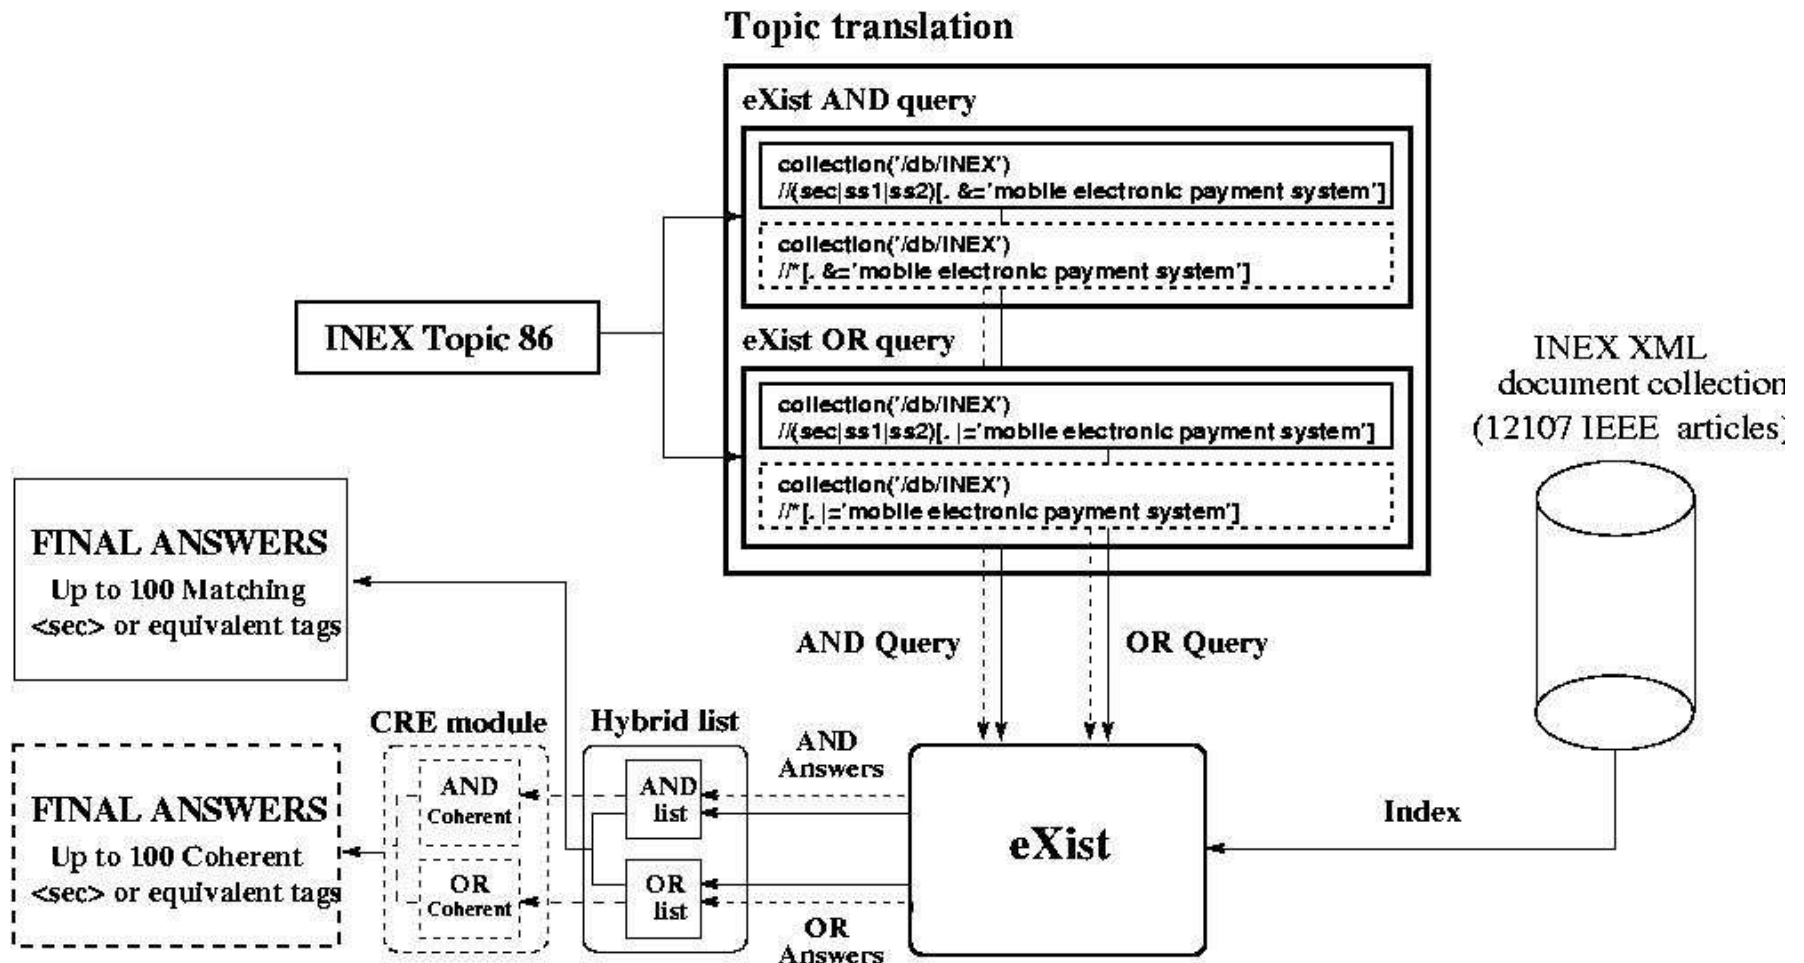 Topic translation
eXist AND query
collection('/db/INEX')
//(sec|ss1|ss2)[. &='mobile electronic payment system']
collection('/db/INEX')
//*[. &='mobile electronic payment system']
INEX Topic 86
eXist OR query
collection('/db/INEX')
//(sec|ss1|ss2)[. |='mobile electronic payment system']
collection('/db/INEX')
//*[. |='mobile electronic payment system']
INEX XML
document collection
(12107 IEEE articles)
FINAL ANSWERS
Up to 100 Matching
<sec> or equivalent tags
AND Query
OR Query
CRE module
Hybrid list
AND
Answers
AND
Coherent
AND
list
FINAL ANSWERS
Up to 100 Coherent
<sec> or equivalent tags
eXist
Index
OR
Coherent
OR
list
OR
Answers